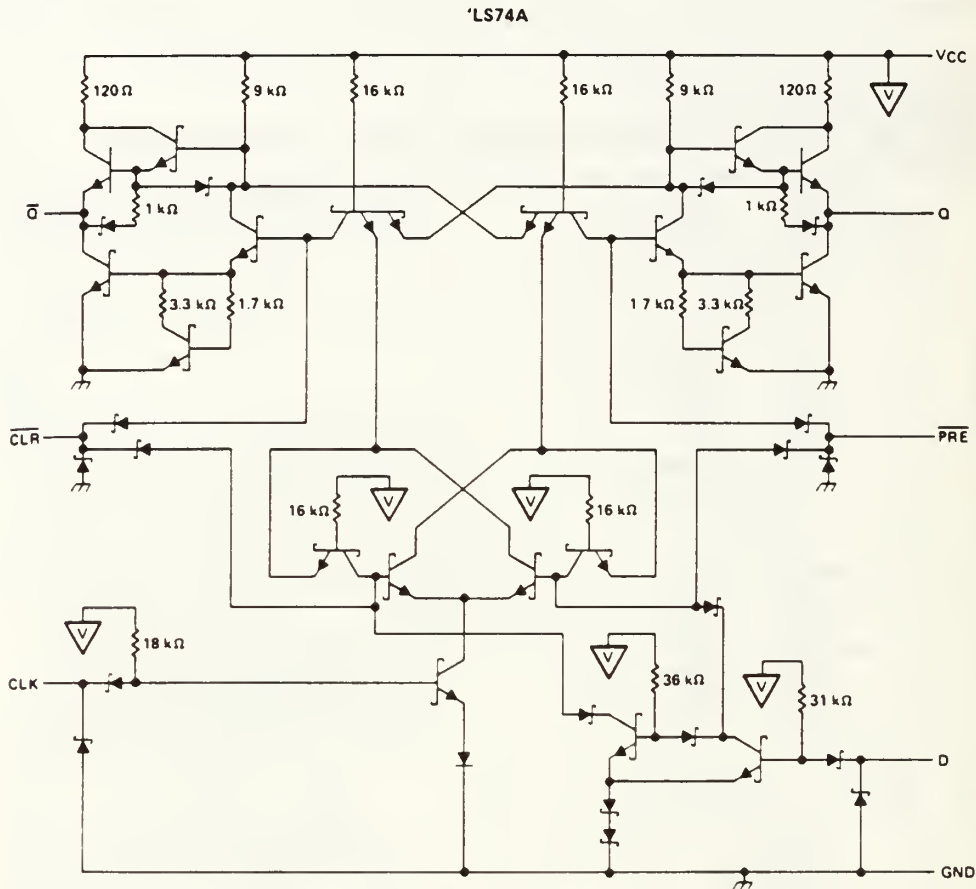 'LS74A
VCC
120 Ω 9 kΩ 16 kΩ 16 kΩ 9 kΩ 120 Ω
V
1 kΩ 1 kΩ
Q̅ Q
3.3 kΩ 1.7 kΩ 1.7 kΩ 3.3 kΩ
C̅L̅R̅ P̅R̅E̅
V V
16 kΩ 16 kΩ
V 18 kΩ
V 36 kΩ V 31 kΩ
CLK
D
GND